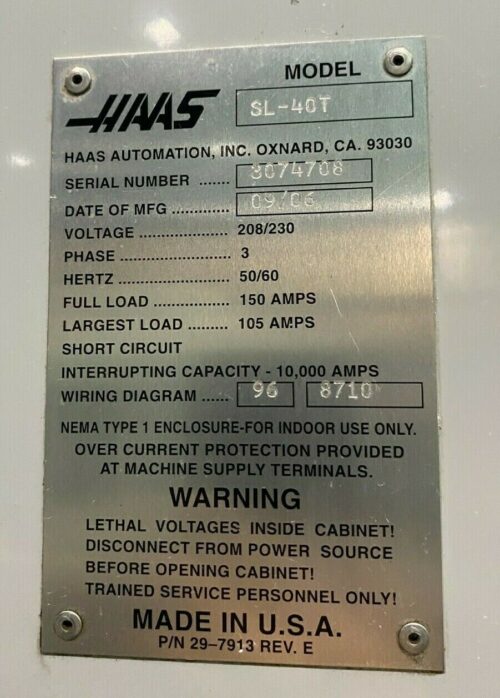 MODEL
HAAS SL-40T
HAAS AUTOMATION, INC. OXNARD, CA. 93030
SERIAL NUMBER ....... 3074708
DATE OF MFG ............ 09/06
VOLTAGE .................... 208/230
PHASE ........................ 3
HERTZ ........................ 50/60
FULL LOAD ................ 150 AMPS
LARGEST LOAD ......... 105 AMPS
SHORT CIRCUIT
INTERRUPTING CAPACITY - 10,000 AMPS
WIRING DIAGRAM ...... 96 8710
NEMA TYPE 1 ENCLOSURE-FOR INDOOR USE ONLY.
OVER CURRENT PROTECTION PROVIDED
AT MACHINE SUPPLY TERMINALS.
WARNING
LETHAL VOLTAGES INSIDE CABINET!
DISCONNECT FROM POWER SOURCE
BEFORE OPENING CABINET!
TRAINED SERVICE PERSONNEL ONLY!
MADE IN U.S.A.
P/N 29-7913 REV. E